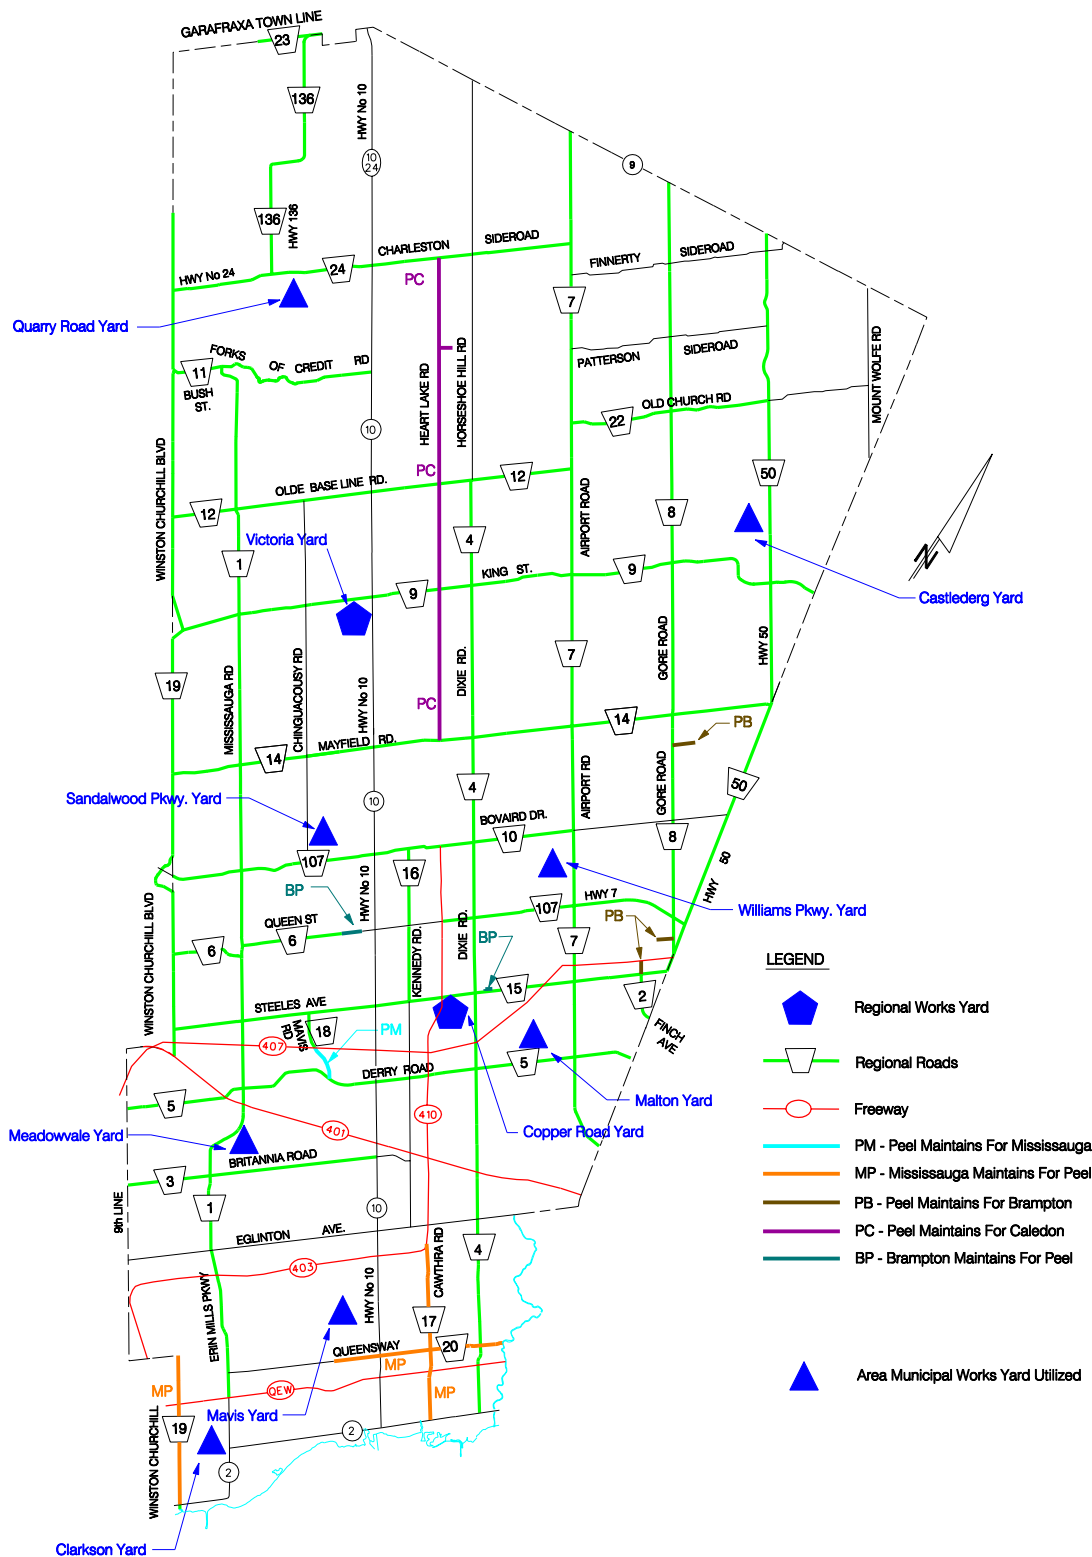 GARAFRAXA TOWN LINE
23
136
HWY No 10
10
24
9
136
HWY 136
CHARLESTON SIDEROAD
HWY No 24
24
FINNERTY SIDEROAD
PC
7
Quarry Road Yard
FORKS OF CREDIT RD
11
BUSH
ST.
HEART LAKE RD
HORSESHOE HILL RD
PATTERSON SIDEROAD
MOUNT WOLFE RD
OLD CHURCH RD
22
10
WINSTON CHURCHILL BLVD
PC
12
50
OLDE BASE LINE RD.
12
8
AIRPORT ROAD
Victoria Yard
4
1
KING ST.
9
9
Castlederg Yard
GORE ROAD
HWY 50
7
19
MISSISSAUGA RD
CHINGUACOUSY RD
HWY No 10
DIXIE RD.
PC
14
PB
MAYFIELD RD.
14
50
4
AIRPORT RD
GORE ROAD
Sandalwood Pkwy. Yard
10
BOVAIRD DR.
10
8
107
16
HWY 50
BP
HWY No 10
HWY 7
107
Williams Pkwy. Yard
WINSTON CHURCHILL BLVD
QUEEN ST
6
6
KENNEDY RD.
DIXIE RD.
BP
PB
7
LEGEND
STEELES AVE
15
2
Regional Works Yard
MAVIS
RD
18
PM
FINCH
AVE
407
DERRY ROAD
5
Regional Roads
5
410
Malton Yard
Freeway
Meadowvale Yard
401
Copper Road Yard
PM - Peel Maintains For Mississauga
BRITANNIA ROAD
3
MP - Mississauga Maintains For Peel
1
10
PB - Peel Maintains For Brampton
9th LINE
EGLINTON AVE.
PC - Peel Maintains For Caledon
4
403
CAWTHRA RD
BP - Brampton Maintains For Peel
ERIN MILLS PKWY
HWY No 10
17
QUEENSWAY
20
MP
MP
QEW
MP
Area Municipal Works Yard Utilized
Mavis Yard
WINSTON CHURCHILL
19
2
2
Clarkson Yard
N